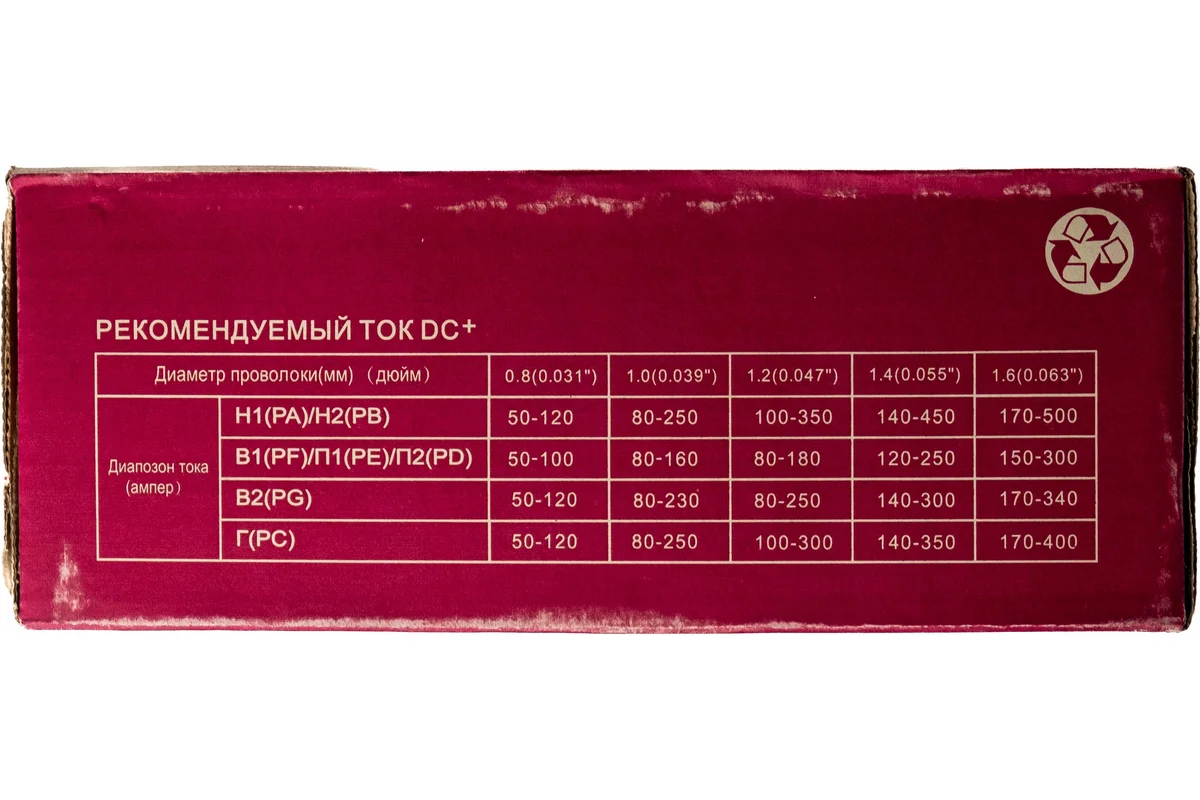 РЕКОМЕНДУЕМЫЙ ТОК DC+
Диаметр проволоки(мм) (дюйм) 0.8(0.031") 1.0(0.039") 1.2(0.047") 1.4(0.055") 1.6(0.063")
Диапозон тока
(ампер)
Н1(PA)/Н2(PB) 50-120 80-250 100-350 140-450 170-500
В1(PF)/П1(PE)/П2(PD) 50-100 80-160 80-180 120-250 150-300
В2(PG) 50-120 80-230 80-250 140-300 170-340
Г(PC) 50-120 80-250 100-300 140-350 170-400